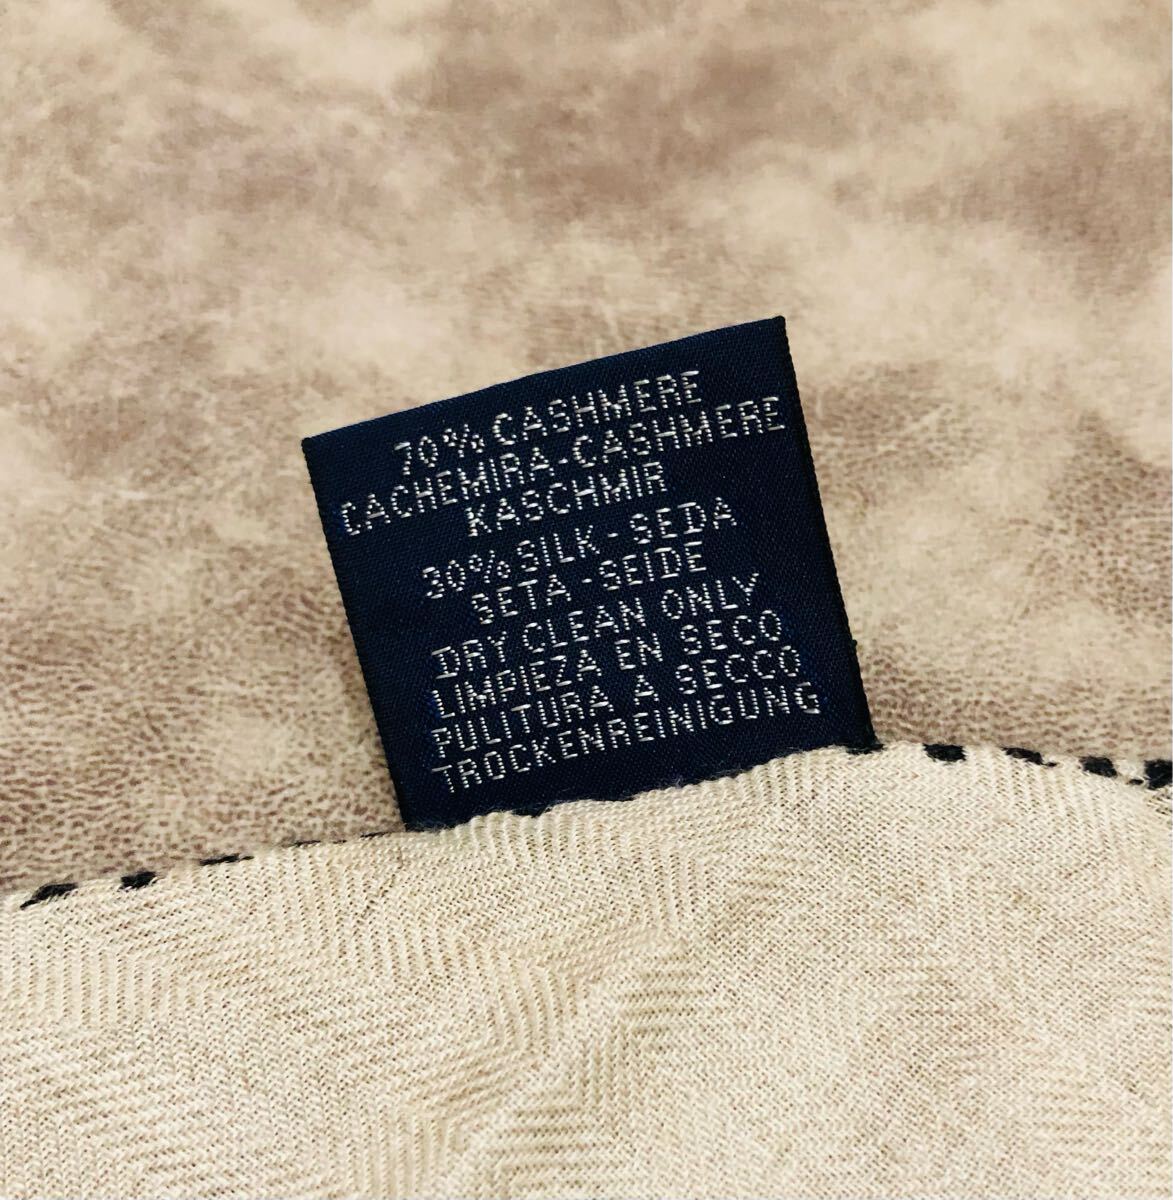 70% CASHMERE
CACHEMIRA-CASHMERE
KASCHMIR
30% SILK - SEDA
SETA - SEIDE
DRY CLEAN ONLY
LIMPIEZA EN SECO
PULITURA A SECCO
TROCKENREINIGUNG